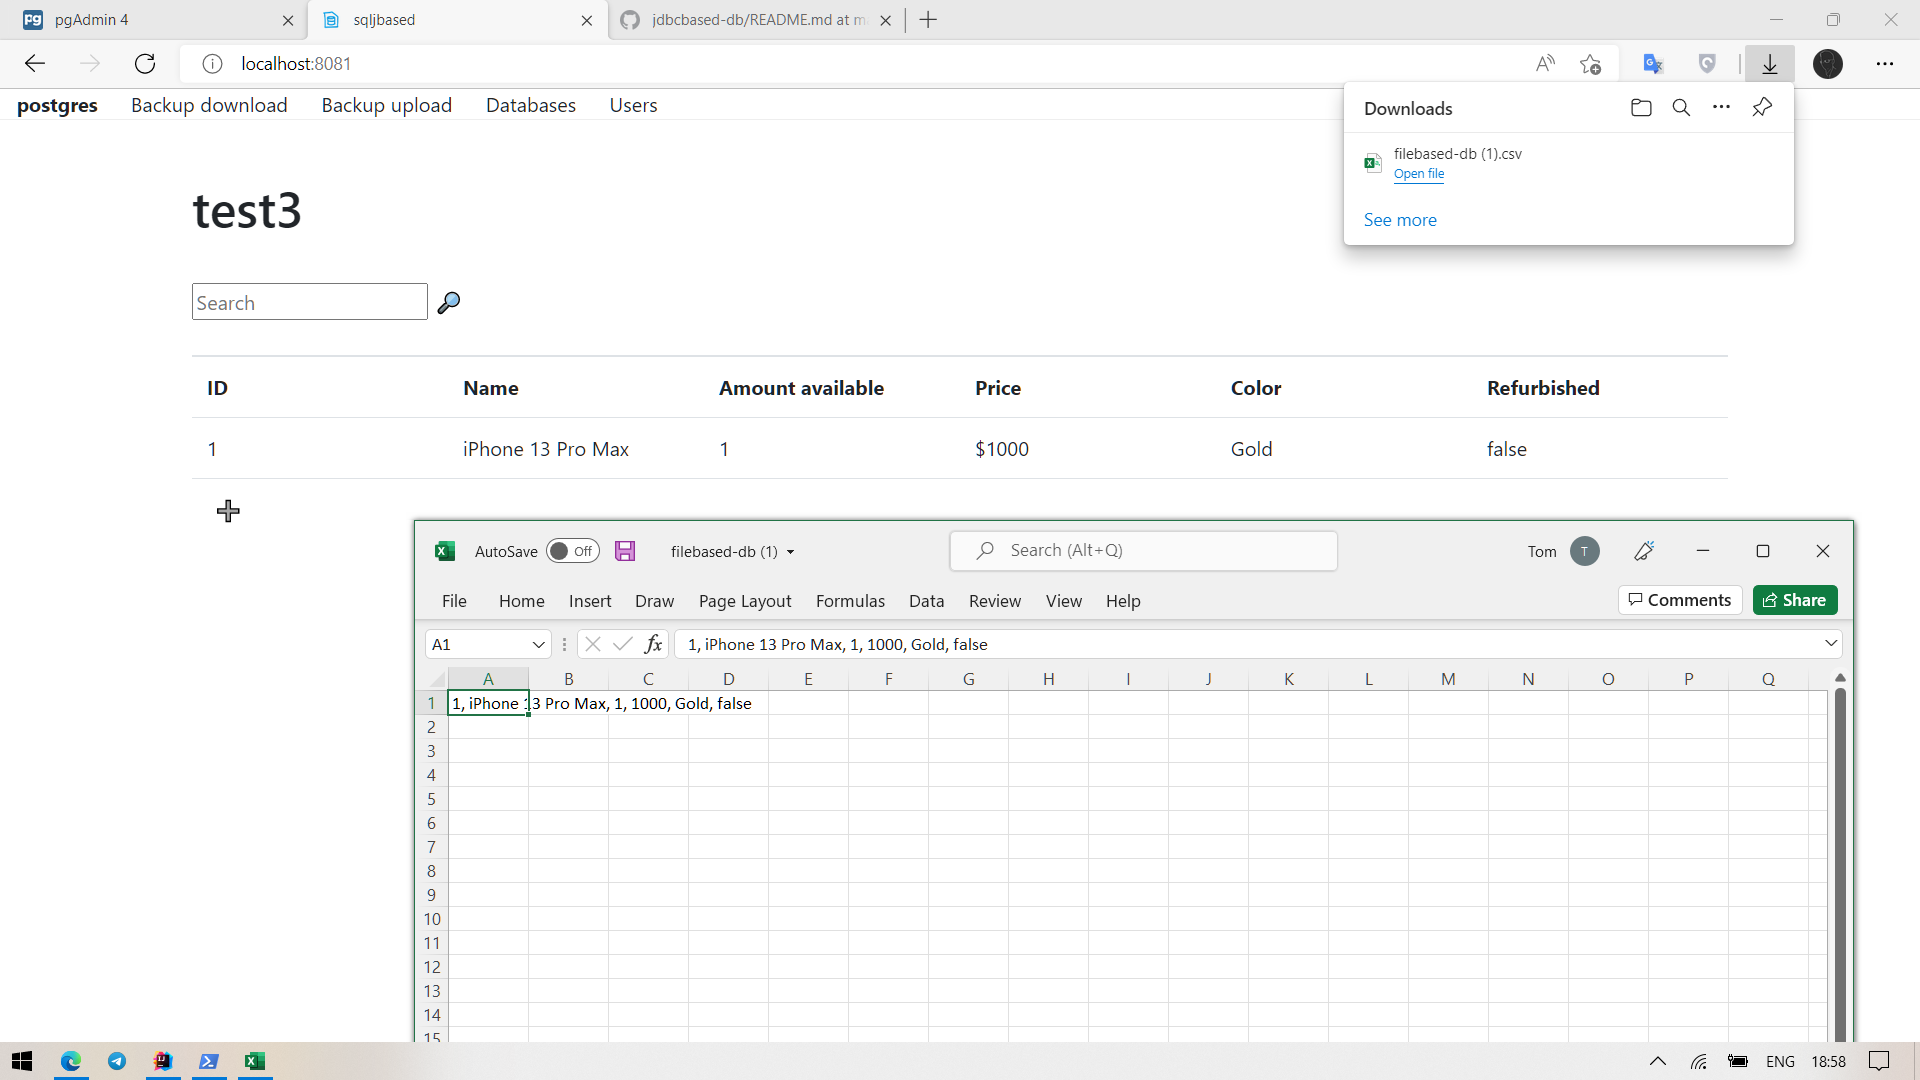 pgAdmin 4
sqljbased
jdbcbased-db/README.md at m
localhost:8081
postgres Backup download Backup upload Databases Users
Downloads
filebased-db (1).csv
Open file
See more
test3
Search
ID Name Amount available Price Color Refurbished
1 iPhone 13 Pro Max 1 $1000 Gold false
AutoSave Off filebased-db (1) Search (Alt+Q) Tom T
File Home Insert Draw Page Layout Formulas Data Review View Help Comments Share
A1 fx 1, iPhone 13 Pro Max, 1, 1000, Gold, false
A B C D E F G H I J K L M N O P Q
1 1, iPhone 13 Pro Max, 1, 1000, Gold, false
2
3
4
5
6
7
8
9
10
11
12
13
14
15
ENG 18:58